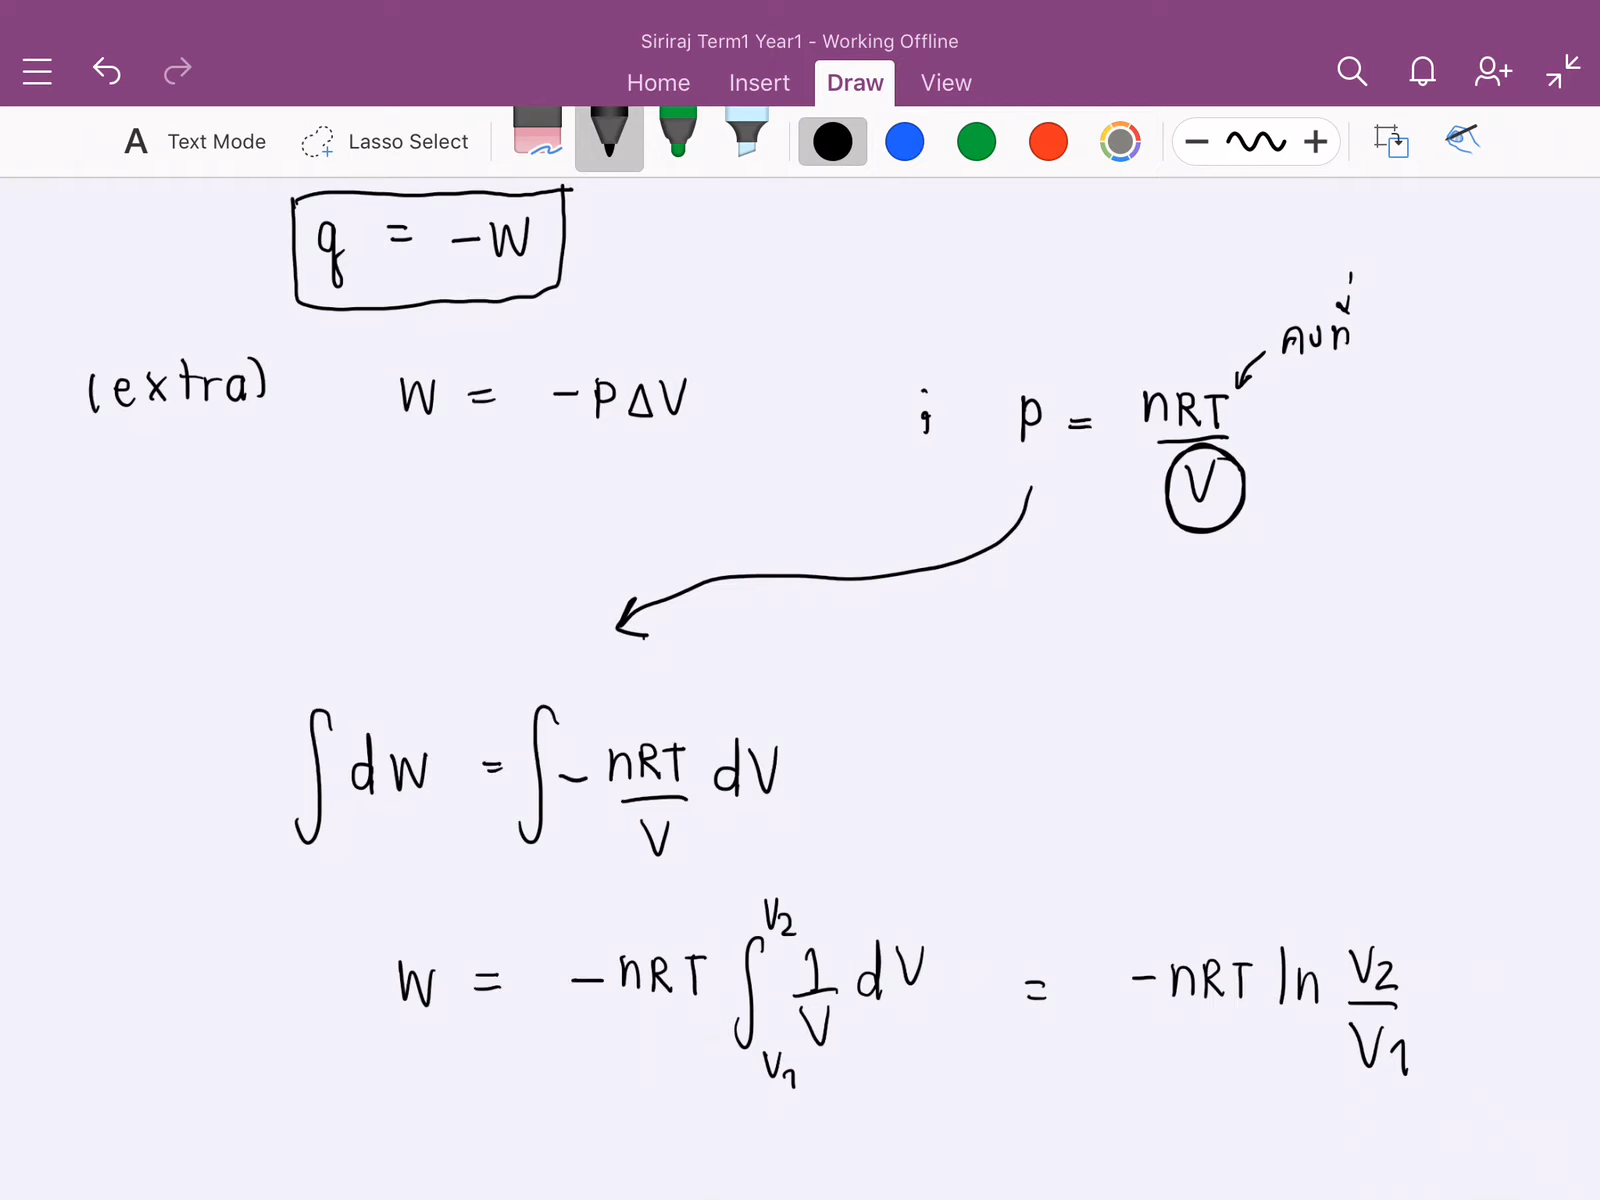 Siriraj Term1 Year1 - Working Offline
Home Insert Draw View
A Text Mode Lasso Select
q = -W
คงที่
(extra) W = -PΔV ; P = nRT/V
∫dW = ∫-nRT/V dV
W = -nRT ∫V1 V2 1/V dV = -nRT ln V2/V1